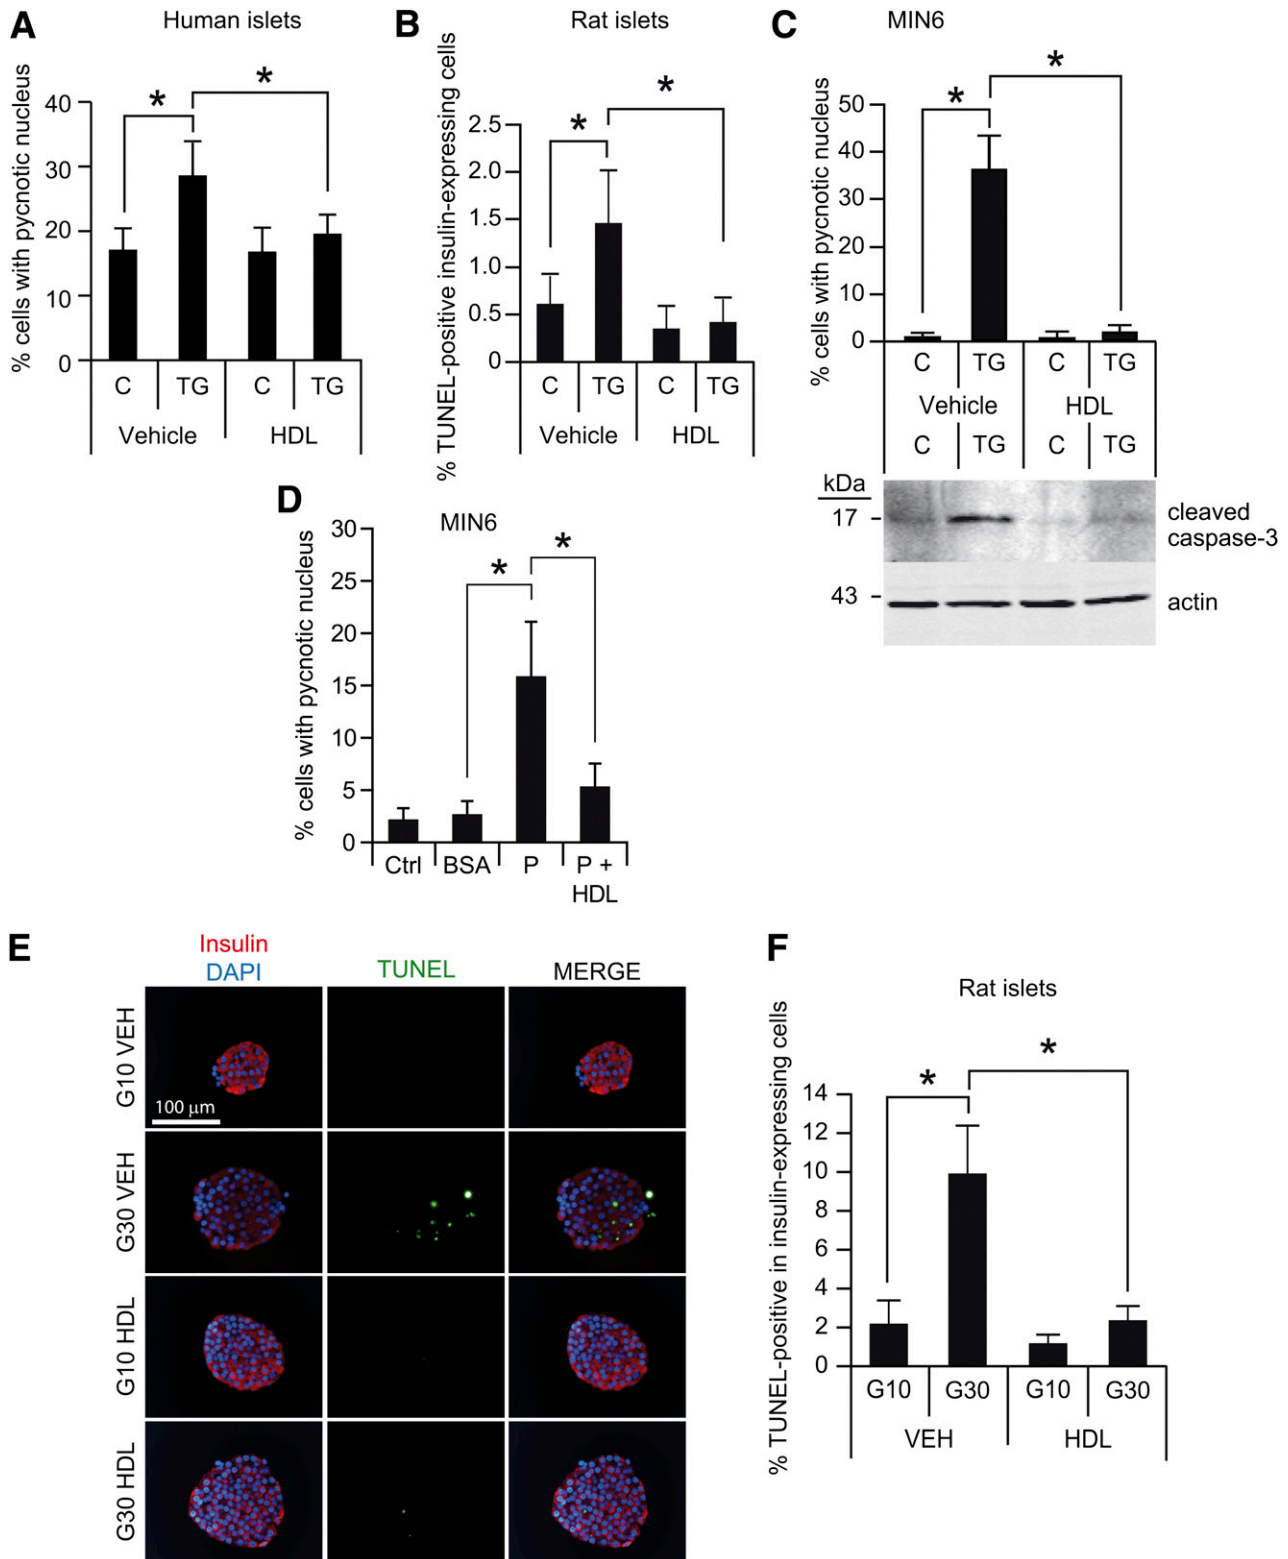 A
Human islets
% cells with pycnotic nucleus
40
30
20
10
0
*
*
C TG C TG
Vehicle HDL
B
Rat islets
% TUNEL-positive insulin-expressing cells
2.5
2.0
1.5
1.0
0.5
0
*
*
C TG C TG
Vehicle HDL
C
MIN6
% cells with pycnotic nucleus
50
40
30
20
10
0
*
*
C TG C TG
Vehicle HDL
C TG C TG
kDa
17
cleaved
caspase-3
43
actin
D
MIN6
% cells with pycnotic nucleus
30
25
20
15
10
5
0
*
*
Ctrl BSA P P +
HDL
E
Insulin
DAPI
TUNEL
MERGE
G10 VEH
100 µm
G30 VEH
G10 HDL
G30 HDL
F
Rat islets
% TUNEL-positive in insulin-expressing cells
14
12
10
8
6
4
2
0
*
*
G10 G30 G10 G30
VEH HDL